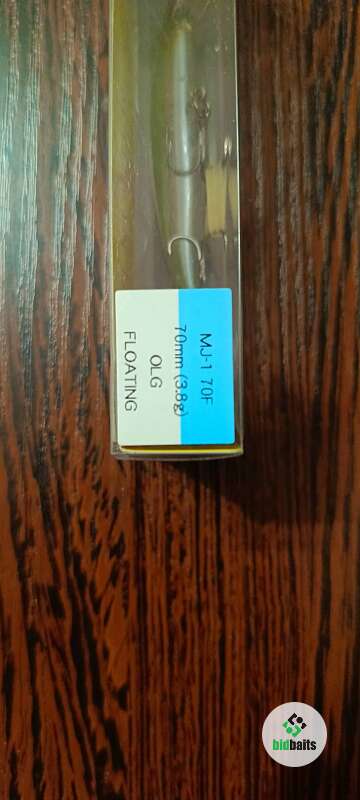 MJ-1 70F
70mm (3.8g)
OLG
FLOATING
bidbaits